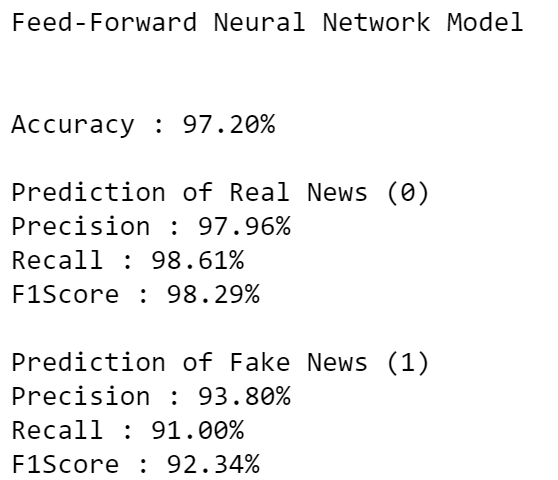 Feed-Forward Neural Network Model
Accuracy : 97.20%
Prediction of Real News (0)
Precision : 97.96%
Recall : 98.61%
F1Score : 98.29%
Prediction of Fake News (1)
Precision : 93.80%
Recall : 91.00%
F1Score : 92.34%